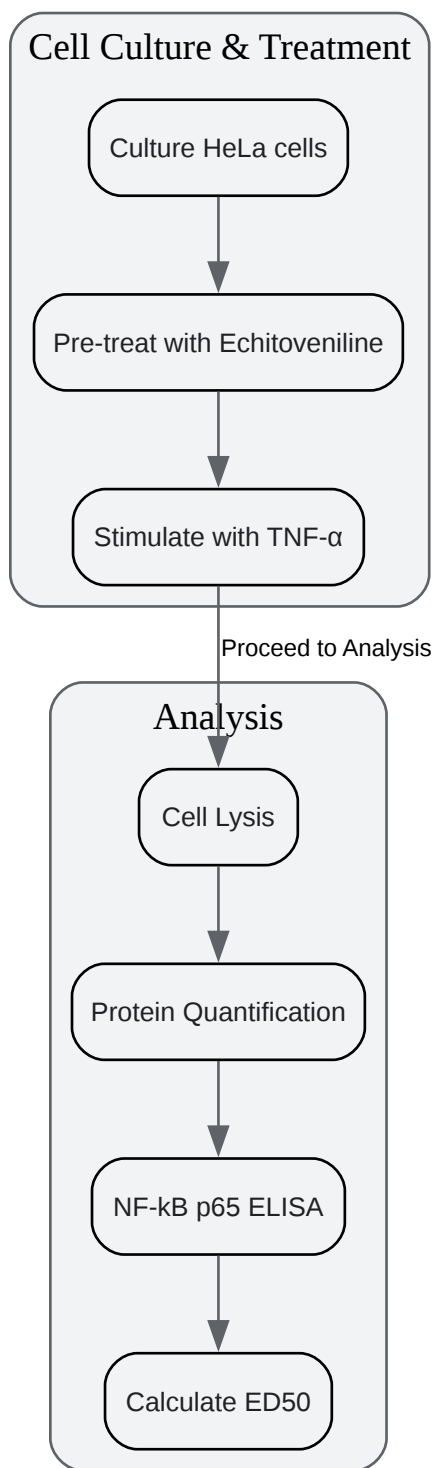 Cell Culture & Treatment
Culture HeLa cells
Pre-treat with Echitoveniline
Stimulate with TNF-α
Proceed to Analysis
Analysis
Cell Lysis
Protein Quantification
NF-kB p65 ELISA
Calculate ED50